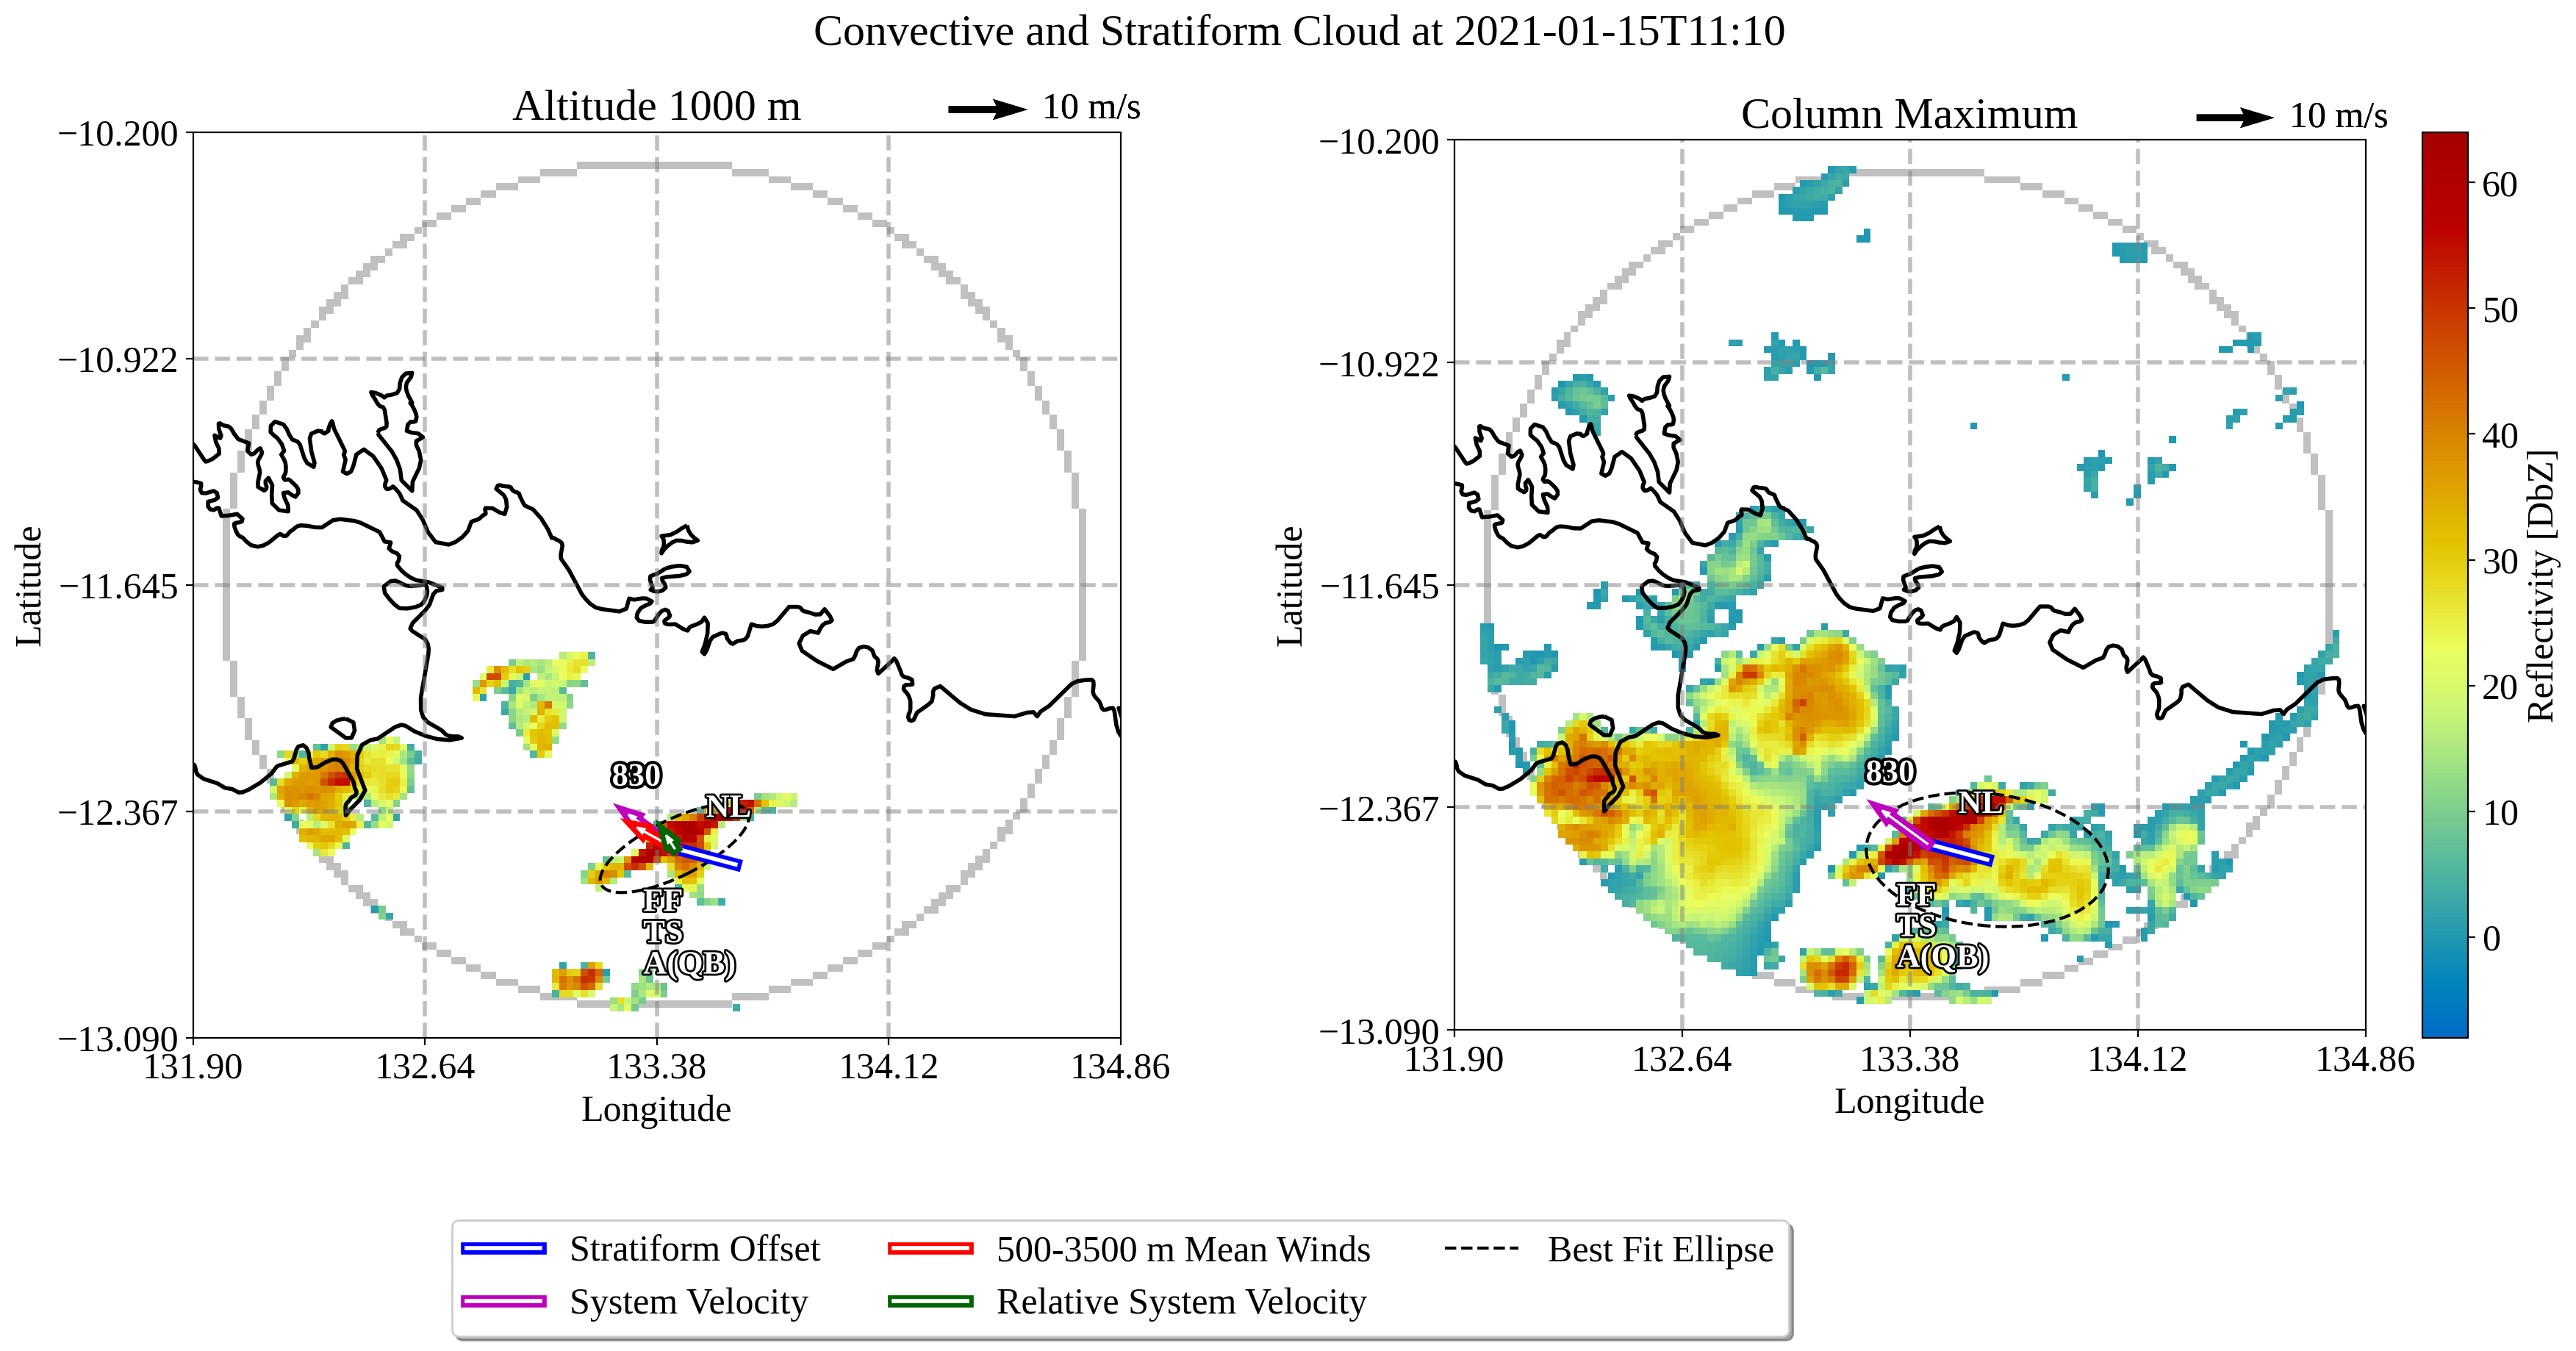 Convective and Stratiform Cloud at 2021-01-15T11:10
Altitude 1000 m
10 m/s
−10.200
−10.922
−11.645
−12.367
−13.090
Latitude
131.90
132.64
133.38
134.12
134.86
Longitude
830
NL
FF
TS
A(QB)
Column Maximum
10 m/s
−10.200
−10.922
−11.645
−12.367
−13.090
Latitude
131.90
132.64
133.38
134.12
134.86
Longitude
830
NL
FF
TS
A(QB)
60
50
40
30
20
10
0
Reflectivity [DbZ]
Stratiform Offset
System Velocity
500-3500 m Mean Winds
Relative System Velocity
Best Fit Ellipse